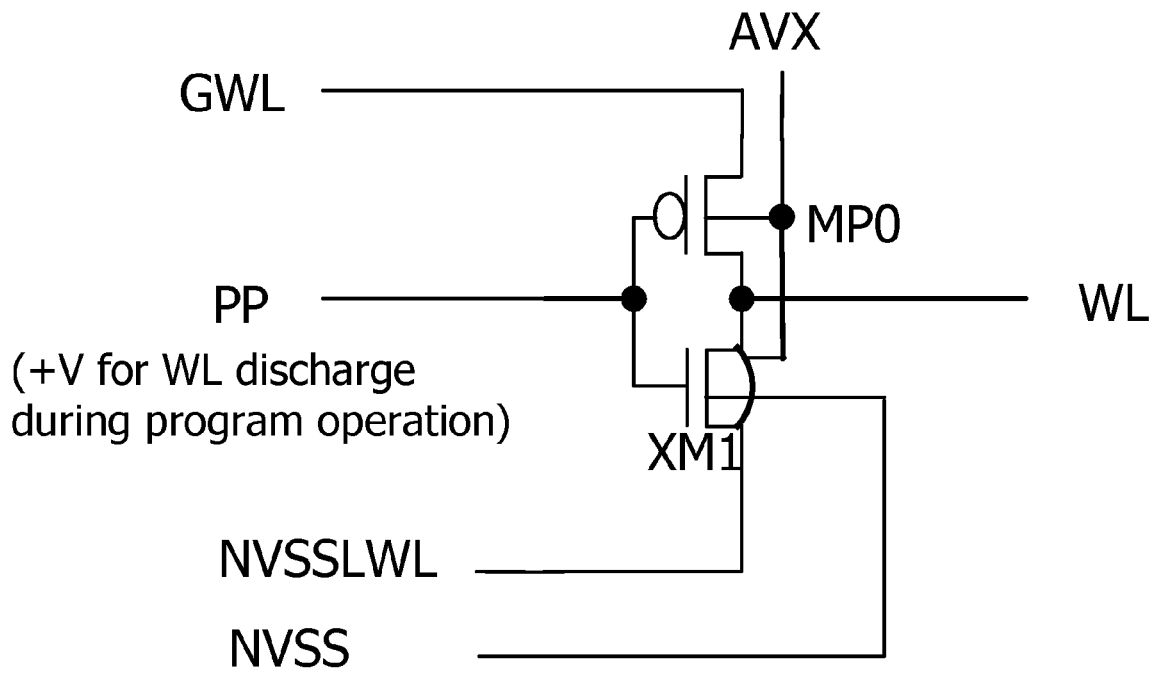 AVX
GWL
MP0
PP
WL
(+V for WL discharge
during program operation)
XM1
NVSSLWL
NVSS